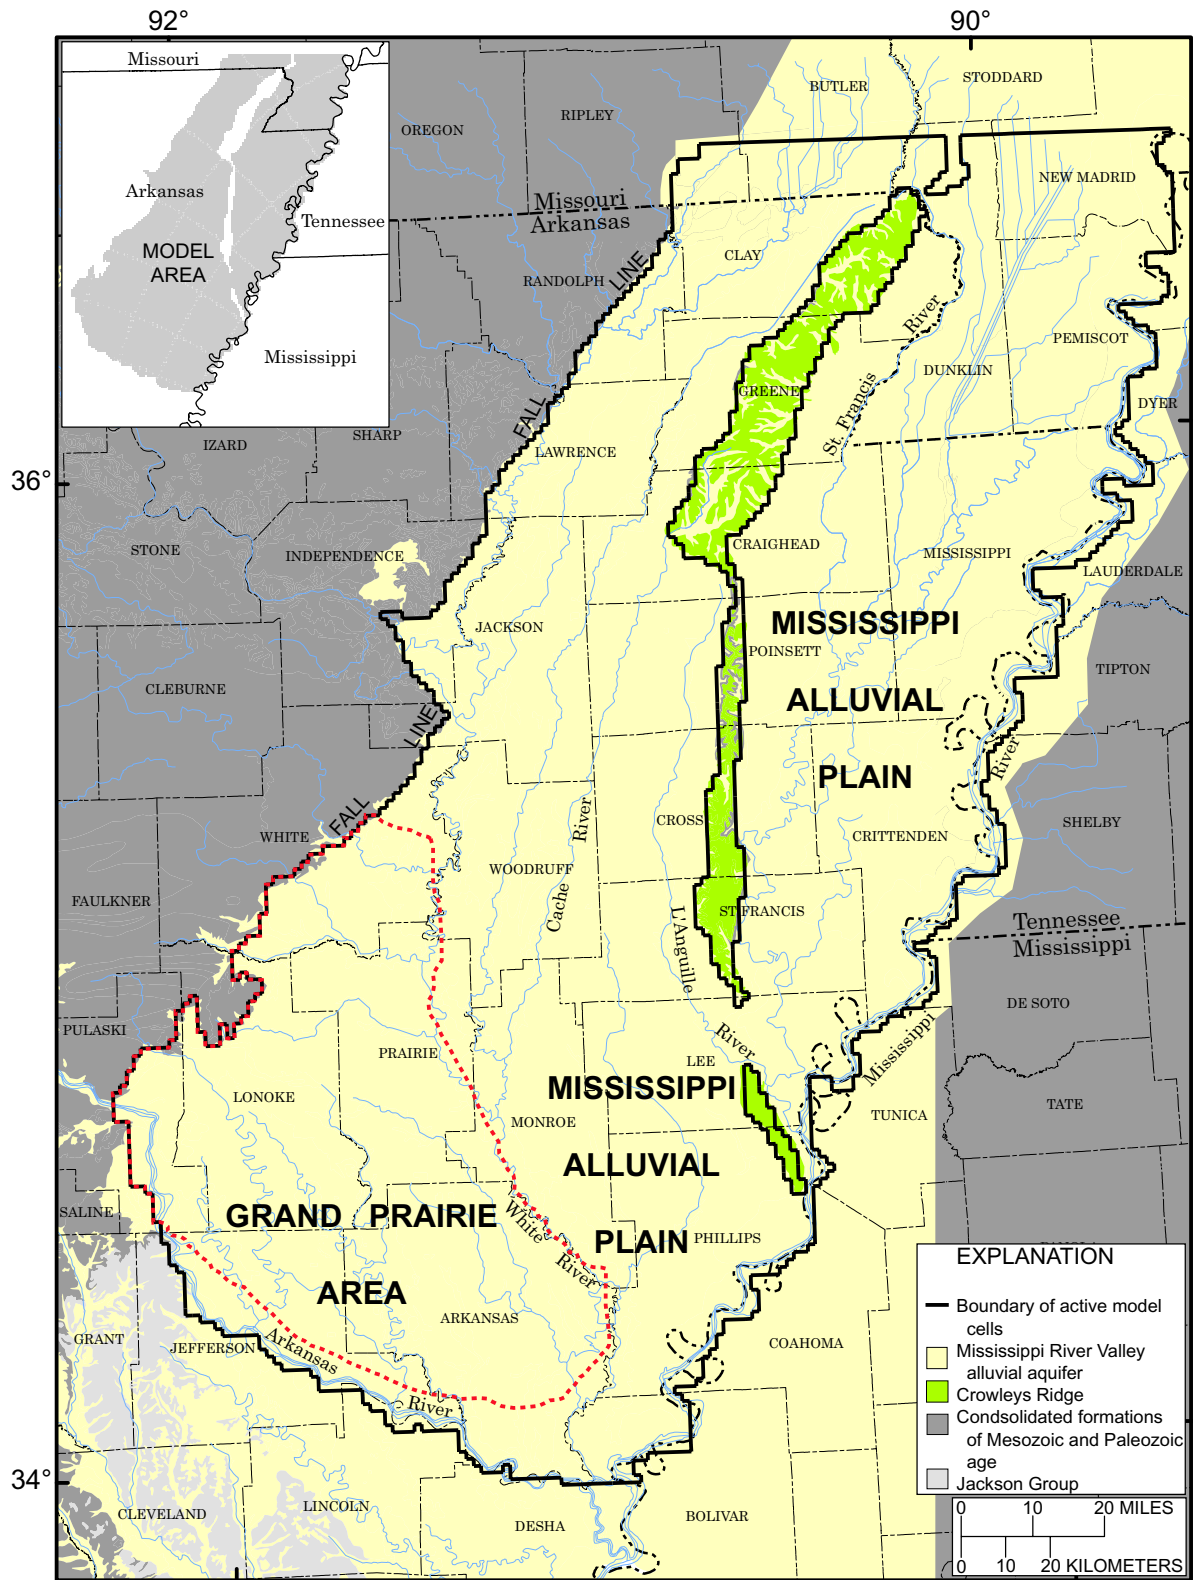 92°
90°
Missouri
Arkansas
Tennessee
MODEL
AREA
Mississippi
BUTLER
STODDARD
OREGON
RIPLEY
NEW MADRID
Missouri
Arkansas
CLAY
RANDOLPH
LINE
River
PEMISCOT
DUNKLIN
GREENE
DYER
St. Francis
FALL
SHARP
IZARD
LAWRENCE
36°
STONE
INDEPENDENCE
CRAIGHEAD
MISSISSIPPI
LAUDERDALE
JACKSON
MISSISSIPPI
POINSETT
TIPTON
CLEBURNE
ALLUVIAL
LINE
River
PLAIN
FALL
WHITE
River
CROSS
CRITTENDEN
SHELBY
WOODRUFF
Cache
FAULKNER
L'Anguille
ST FRANCIS
Tennessee
Mississippi
DE SOTO
PULASKI
River
Mississippi
PRAIRIE
LEE
MISSISSIPPI
LONOKE
TUNICA
TATE
MONROE
ALLUVIAL
SALINE
GRAND PRAIRIE
White
PLAIN
PHILLIPS
River
AREA
ARKANSAS
GRANT
JEFFERSON
Arkansas
COAHOMA
River
34°
CLEVELAND
LINCOLN
DESHA
BOLIVAR
EXPLANATION
Boundary of active model
cells
Mississippi River Valley
alluvial aquifer
Crowleys Ridge
Condsolidated formations
of Mesozoic and Paleozoic
age
Jackson Group
0 10 20 MILES
0 10 20 KILOMETERS